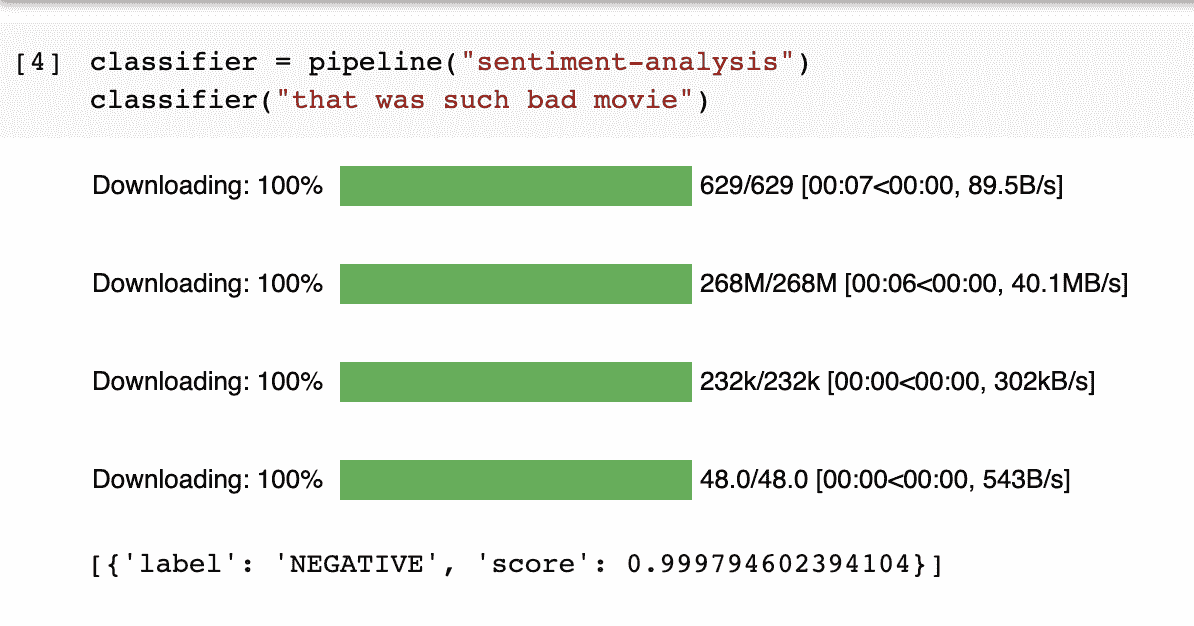 [4] classifier = pipeline("sentiment-analysis")
classifier("that was such bad movie")
Downloading: 100% 629/629 [00:07<00:00, 89.5B/s]
Downloading: 100% 268M/268M [00:06<00:00, 40.1MB/s]
Downloading: 100% 232k/232k [00:00<00:00, 302kB/s]
Downloading: 100% 48.0/48.0 [00:00<00:00, 543B/s]
[{'label': 'NEGATIVE', 'score': 0.999794602394104}]